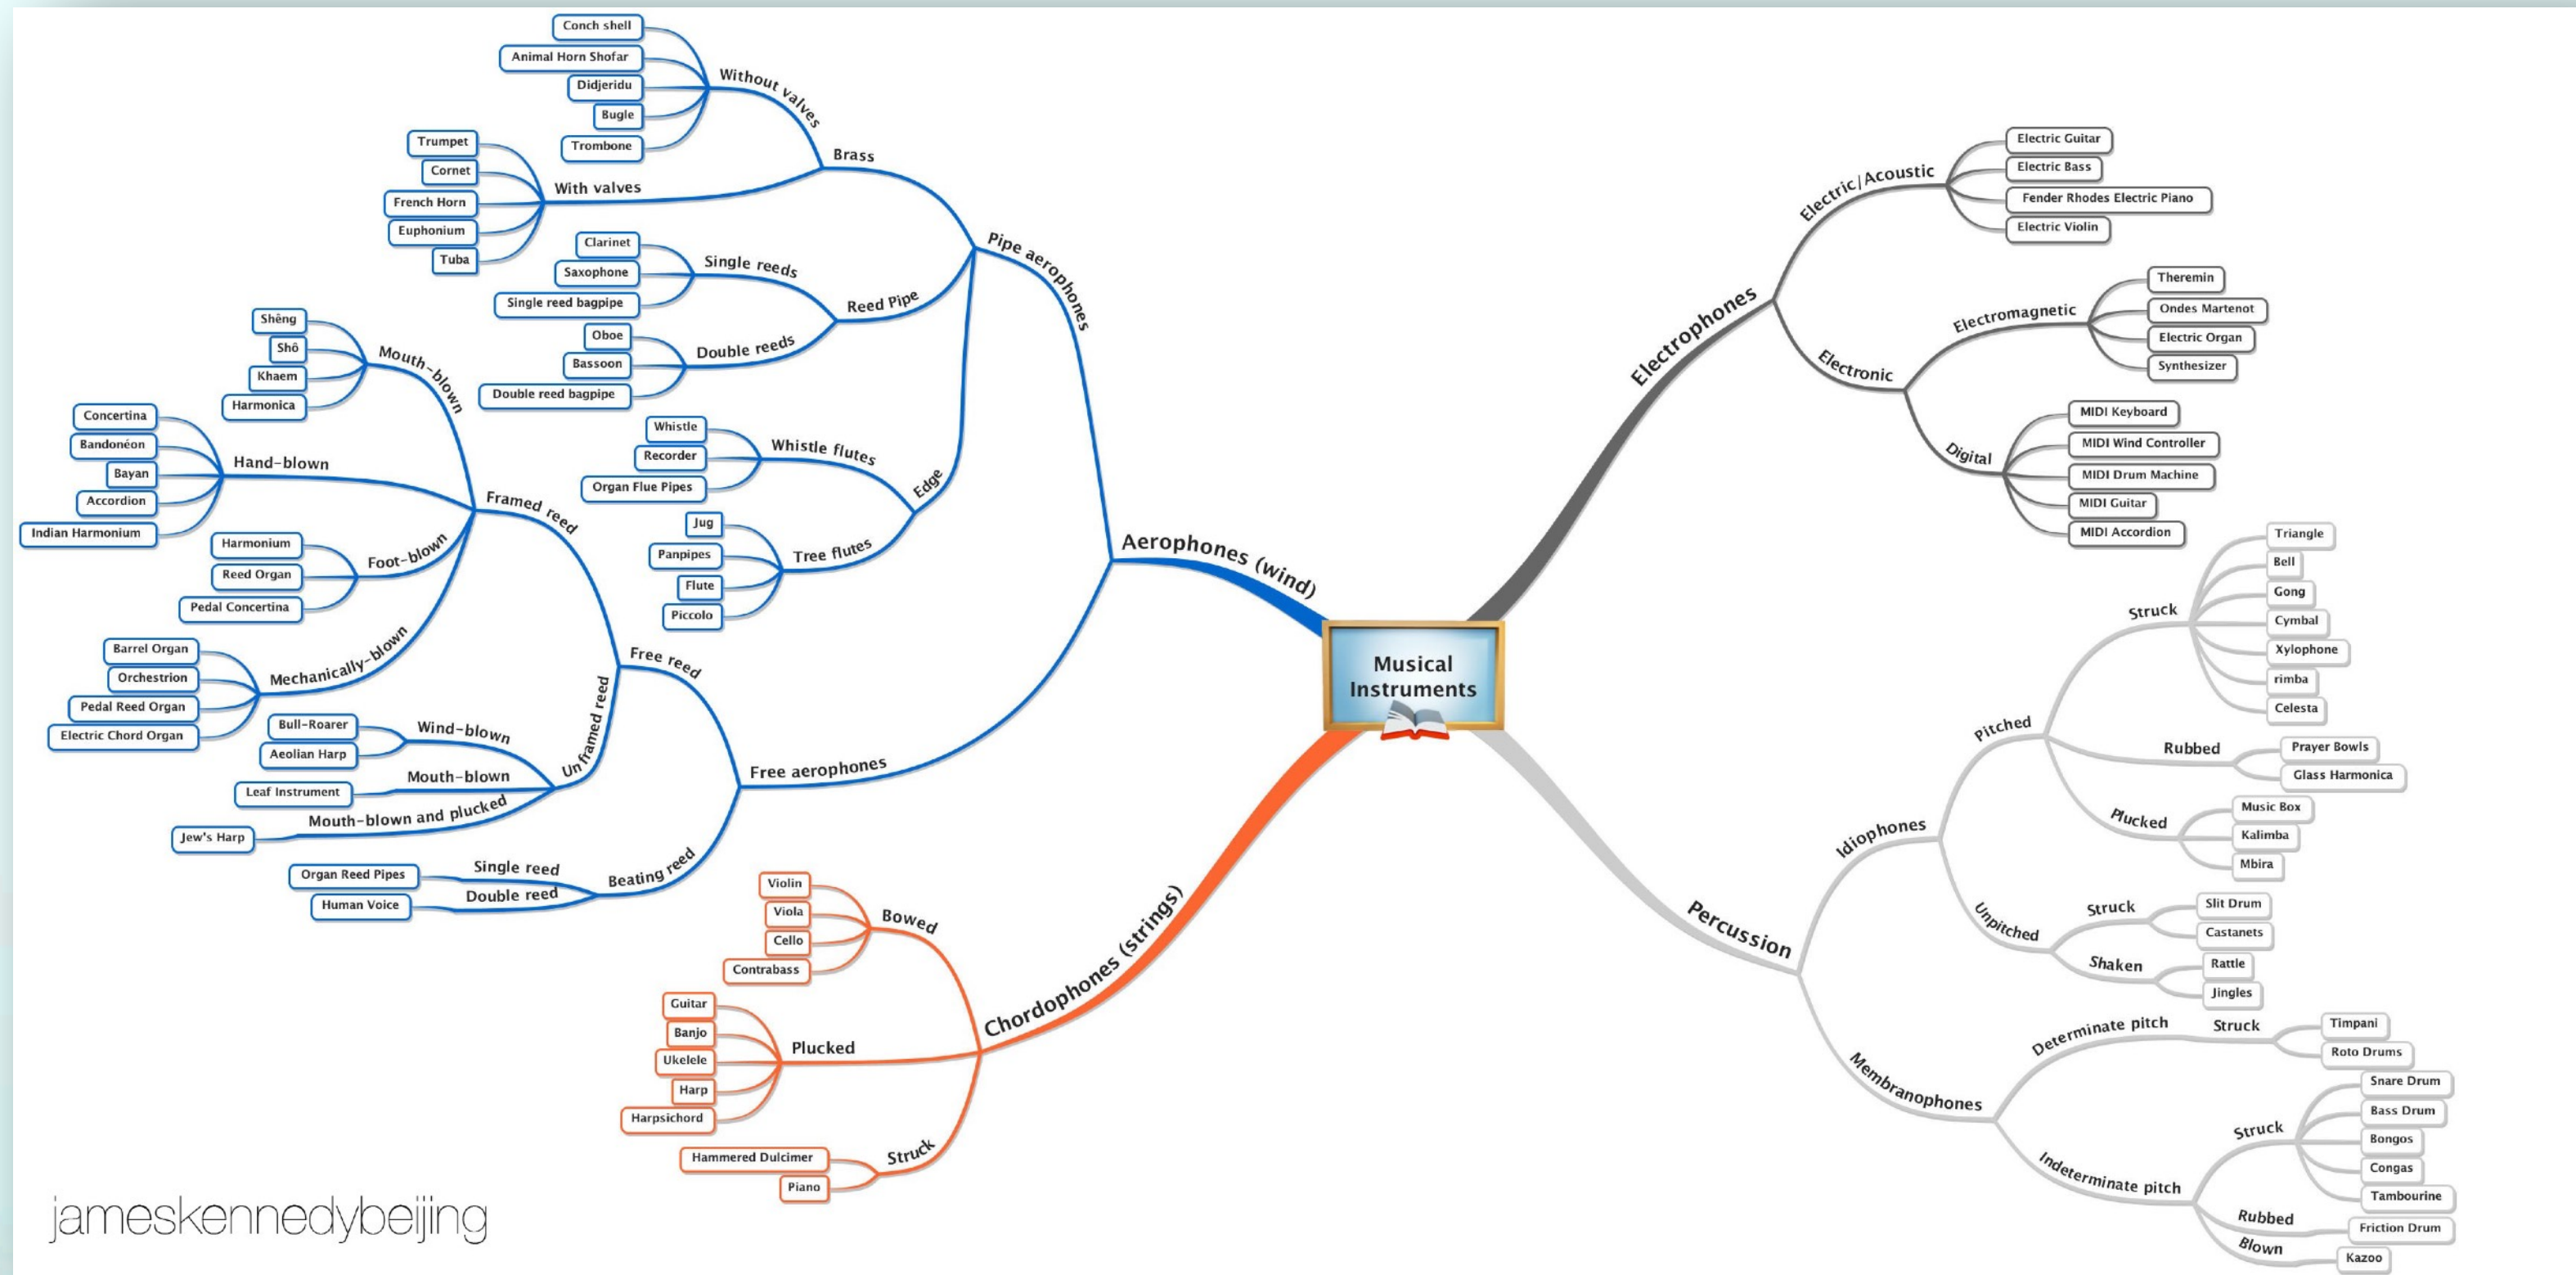 Musical
Instruments
Aerophones (wind)
Pipe aerophones
Brass
Without valves
Conch shell
Animal Horn Shofar
Didjeridu
Bugle
Trombone
With valves
Trumpet
Cornet
French Horn
Euphonium
Tuba
Reed Pipe
Single reeds
Clarinet
Saxophone
Single reed bagpipe
Double reeds
Oboe
Bassoon
Double reed bagpipe
Edge
Whistle flutes
Whistle
Recorder
Organ Flue Pipes
Tree flutes
Jug
Panpipes
Flute
Piccolo
Free aerophones
Free reed
Framed reed
Mouth-blown
Shêng
Shô
Khaem
Harmonica
Hand-blown
Concertina
Bandonéon
Bayan
Accordion
Indian Harmonium
Foot-blown
Harmonium
Reed Organ
Pedal Concertina
Mechanically-blown
Barrel Organ
Orchestrion
Pedal Reed Organ
Electric Chord Organ
Unframed reed
Wind-blown
Bull-Roarer
Aeolian Harp
Mouth-blown
Leaf Instrument
Mouth-blown and plucked
Jew's Harp
Beating reed
Single reed
Organ Reed Pipes
Double reed
Human Voice
Chordophones (strings)
Bowed
Violin
Viola
Cello
Contrabass
Plucked
Guitar
Banjo
Ukelele
Harp
Harpsichord
Struck
Hammered Dulcimer
Piano
Electrophones
Electric/Acoustic
Electric Guitar
Electric Bass
Fender Rhodes Electric Piano
Electric Violin
Electronic
Electromagnetic
Theremin
Ondes Martenot
Electric Organ
Synthesizer
Digital
MIDI Keyboard
MIDI Wind Controller
MIDI Drum Machine
MIDI Guitar
MIDI Accordion
Percussion
Idiophones
Pitched
Struck
Triangle
Bell
Gong
Cymbal
Xylophone
rimba
Celesta
Rubbed
Prayer Bowls
Glass Harmonica
Plucked
Music Box
Kalimba
Mbira
Unpitched
Struck
Slit Drum
Castanets
Shaken
Rattle
Jingles
Membranophones
Determinate pitch
Struck
Timpani
Roto Drums
Indeterminate pitch
Struck
Snare Drum
Bass Drum
Bongos
Congas
Tambourine
Rubbed
Friction Drum
Blown
Kazoo
jameskennedybeijing